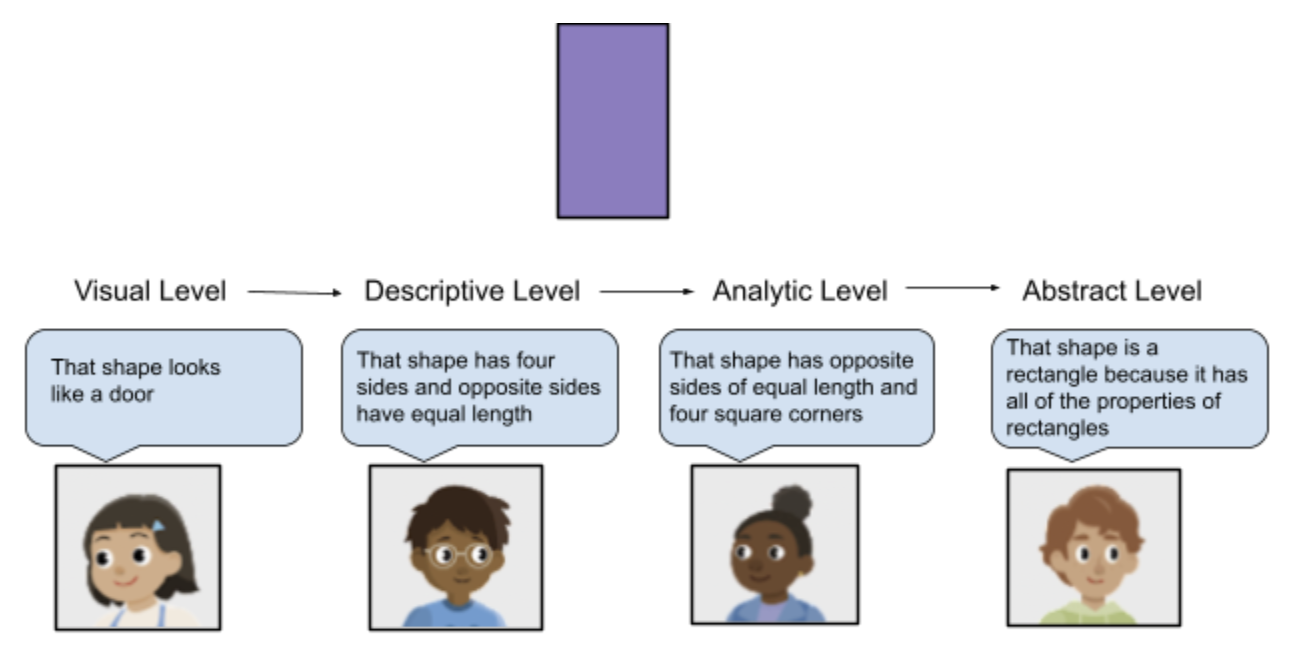 Visual Level
Descriptive Level
Analytic Level
Abstract Level
That shape looks
like a door
That shape has four
sides and opposite sides
have equal length
That shape has opposite
sides of equal length and
four square corners
That shape is a
rectangle because it has
all of the properties of
rectangles